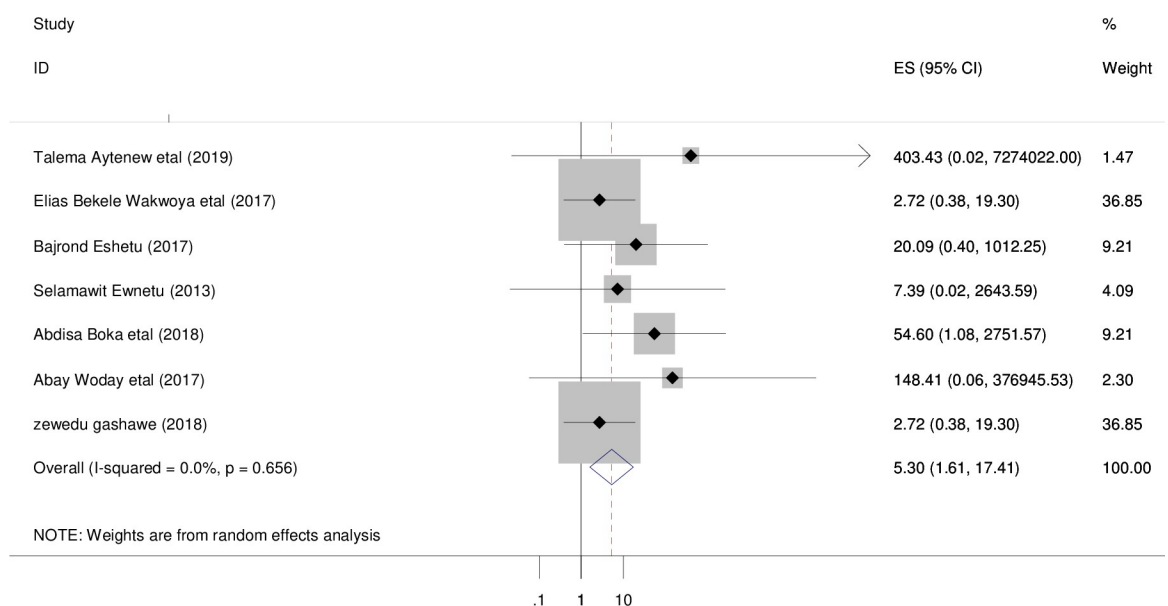 Study %
ID ES (95% CI) Weight
Talema Aytenew etal (2019) 403.43 (0.02, 7274022.00) 1.47
Elias Bekele Wakwoya etal (2017) 2.72 (0.38, 19.30) 36.85
Bajrond Eshetu (2017) 20.09 (0.40, 1012.25) 9.21
Selamawit Ewnetu (2013) 7.39 (0.02, 2643.59) 4.09
Abdisa Boka etal (2018) 54.60 (1.08, 2751.57) 9.21
Abay Woday etal (2017) 148.41 (0.06, 376945.53) 2.30
zewedu gashawe (2018) 2.72 (0.38, 19.30) 36.85
Overall (I-squared = 0.0%, p = 0.656) 5.30 (1.61, 17.41) 100.00
NOTE: Weights are from random effects analysis
.1 1 10